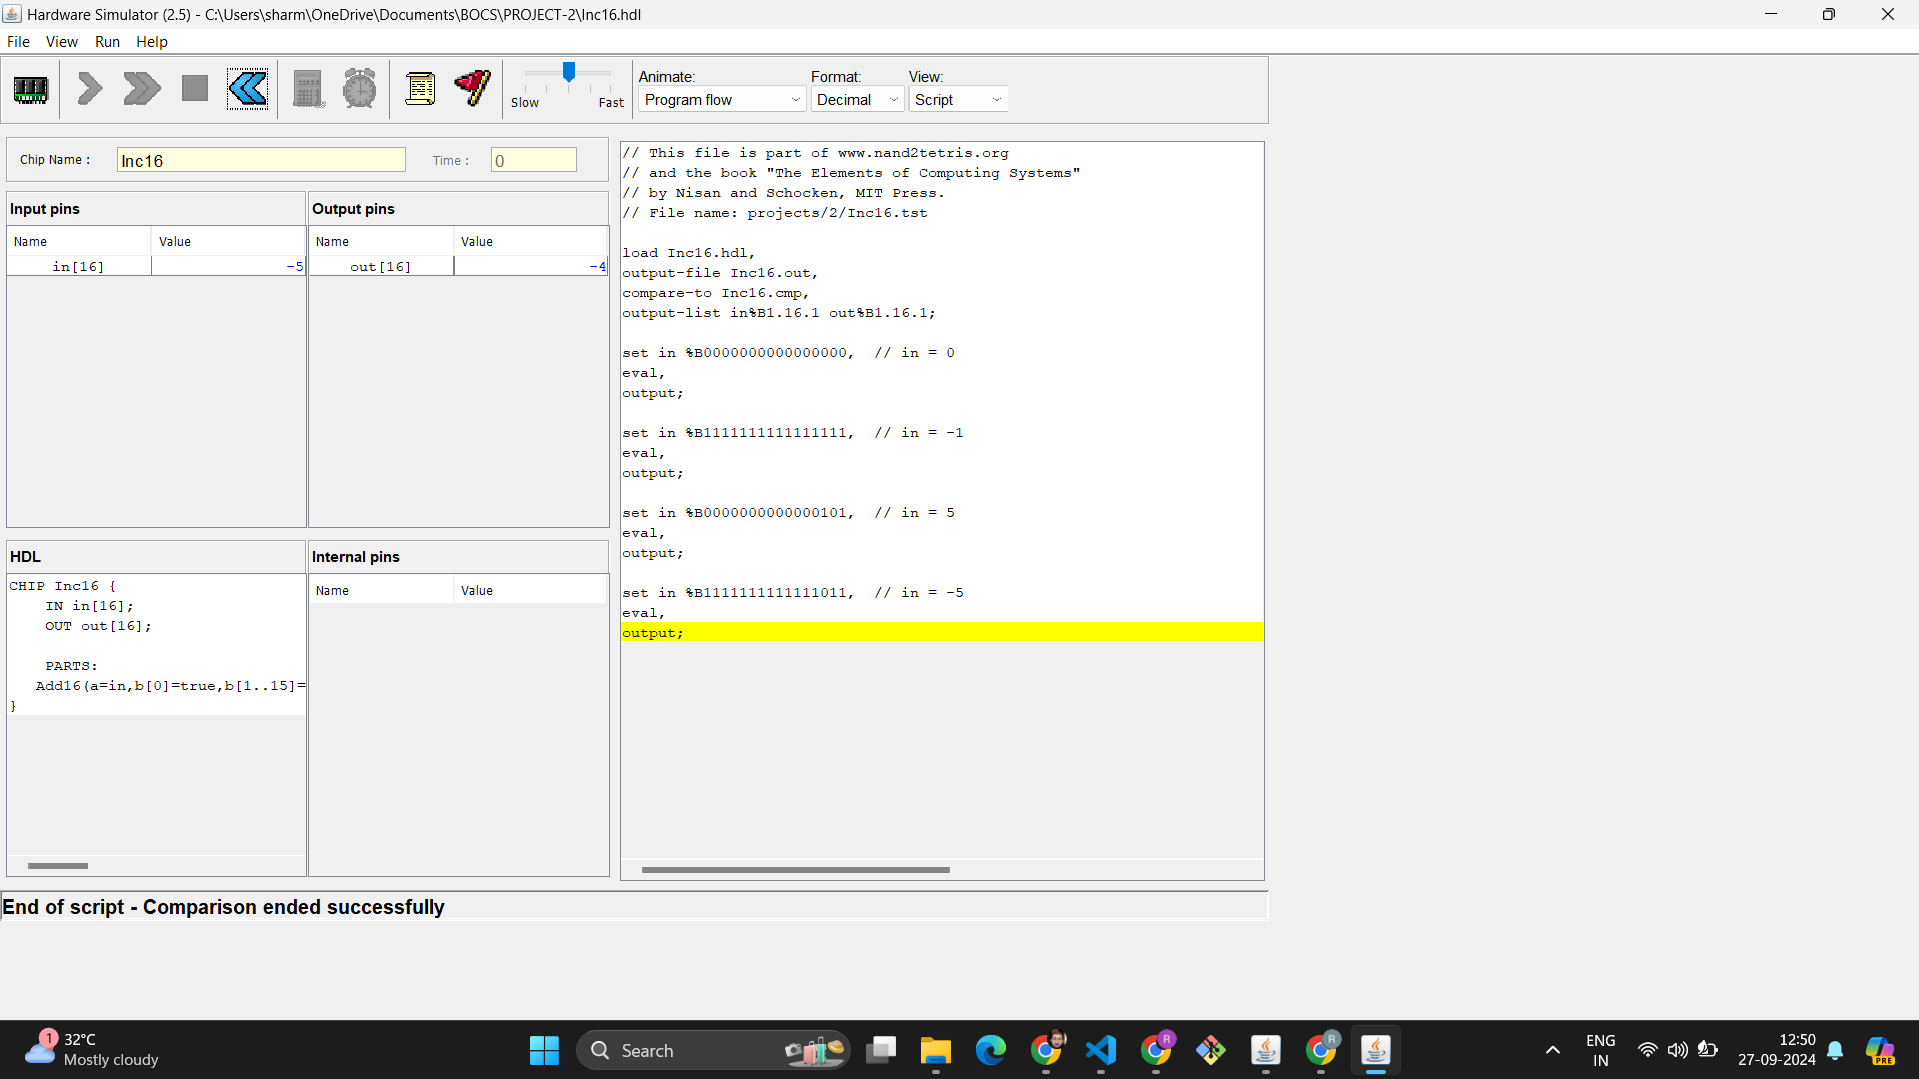 Hardware Simulator (2.5) - C:\Users\sharm\OneDrive\Documents\BOCS\PROJECT-2\Inc16.hdl
File View Run Help
Slow Fast
Animate: Format: View:
Program flow Decimal Script
Chip Name : Inc16 Time : 0
Input pins Output pins
Name Value Name Value
in[16] -5 out[16] -4
HDL Internal pins
Name Value
CHIP Inc16 {
IN in[16];
OUT out[16];
PARTS:
Add16(a=in,b[0]=true,b[1..15]=
}
// This file is part of www.nand2tetris.org
// and the book "The Elements of Computing Systems"
// by Nisan and Schocken, MIT Press.
// File name: projects/2/Inc16.tst
load Inc16.hdl,
output-file Inc16.out,
compare-to Inc16.cmp,
output-list in%B1.16.1 out%B1.16.1;
set in %B0000000000000000, // in = 0
eval,
output;
set in %B1111111111111111, // in = -1
eval,
output;
set in %B0000000000000101, // in = 5
eval,
output;
set in %B1111111111111011, // in = -5
eval,
output;
End of script - Comparison ended successfully
1
32°C
Mostly cloudy
Search
R
R
ENG
IN
12:50
27-09-2024
PRE